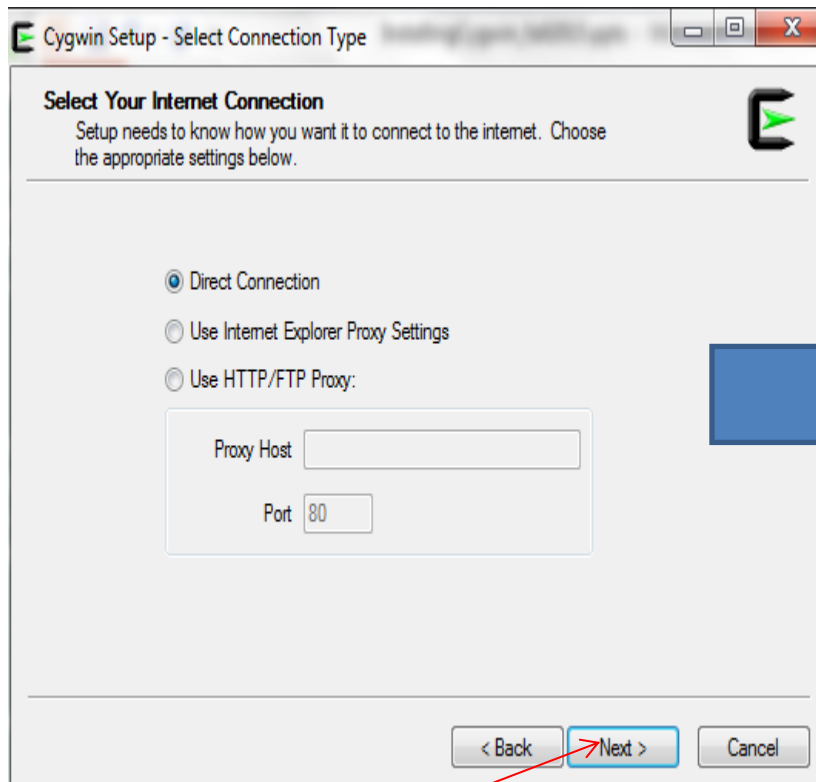 Cygwin Setup - Select Connection Type
Select Your Internet Connection
Setup needs to know how you want it to connect to the internet. Choose
the appropriate settings below.
Direct Connection
Use Internet Explorer Proxy Settings
Use HTTP/FTP Proxy:
Proxy Host
Port 80
< Back Next > Cancel